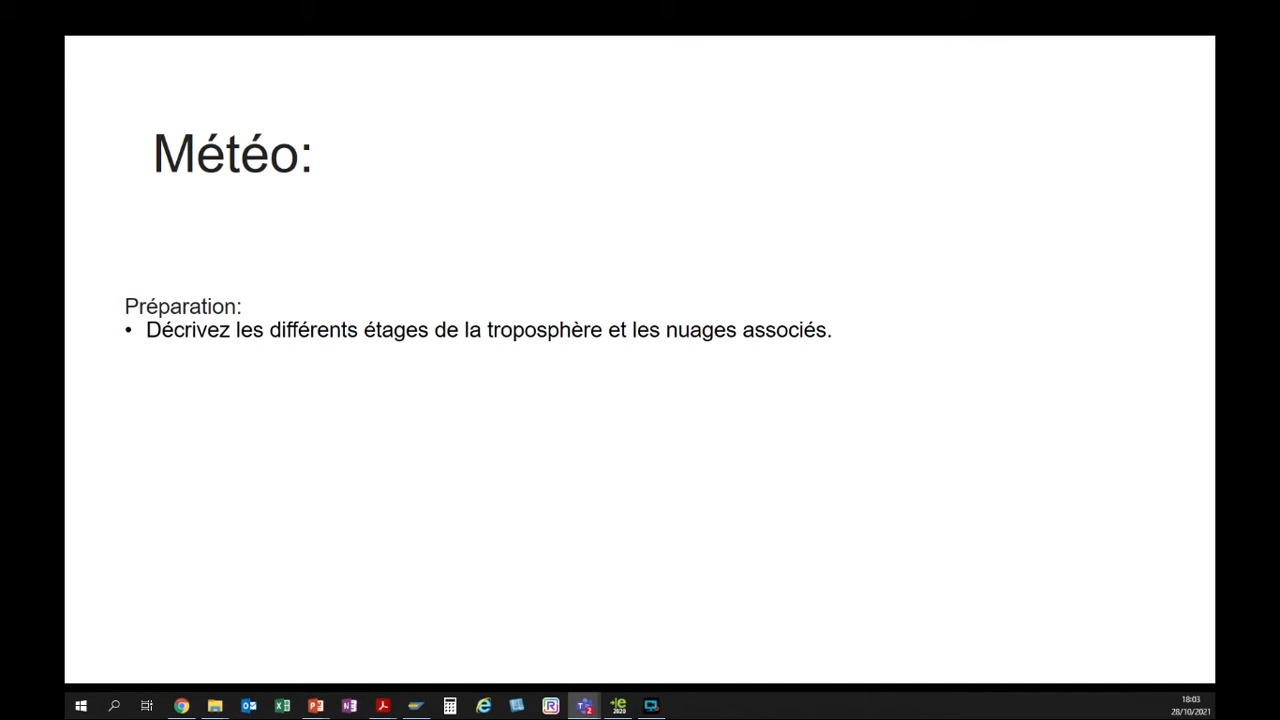 Météo:
Préparation:
• Décrivez les différents étages de la troposphère et les nuages associés.
18:03
28/10/2021